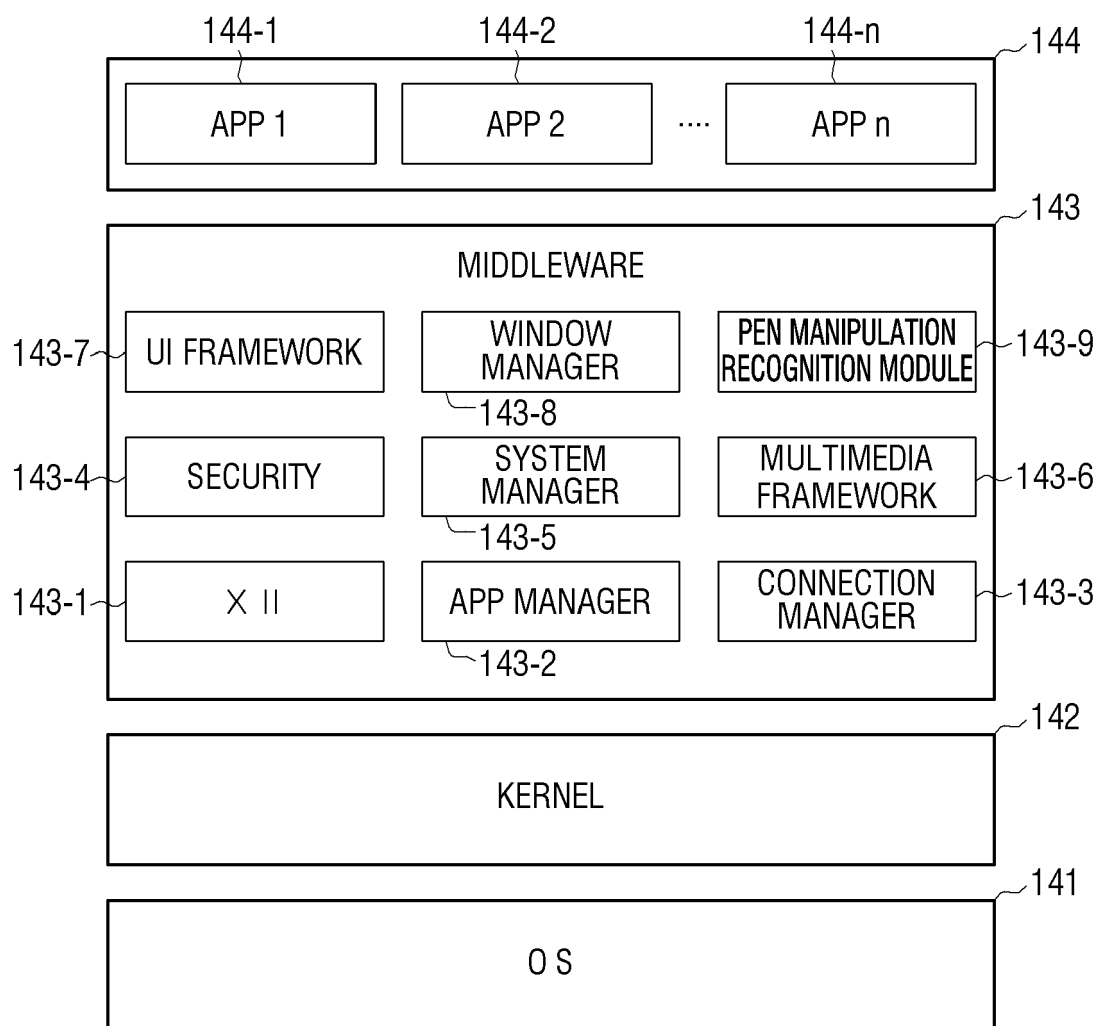 144-1
144-2
144-n
144
APP 1
APP 2
....
APP n
143
MIDDLEWARE
143-7
UI FRAMEWORK
WINDOW
MANAGER
143-8
PEN MANIPULATION
RECOGNITION MODULE
143-9
143-4
SECURITY
SYSTEM
MANAGER
143-5
MULTIMEDIA
FRAMEWORK
143-6
143-1
X II
APP MANAGER
143-2
CONNECTION
MANAGER
143-3
142
KERNEL
141
O S